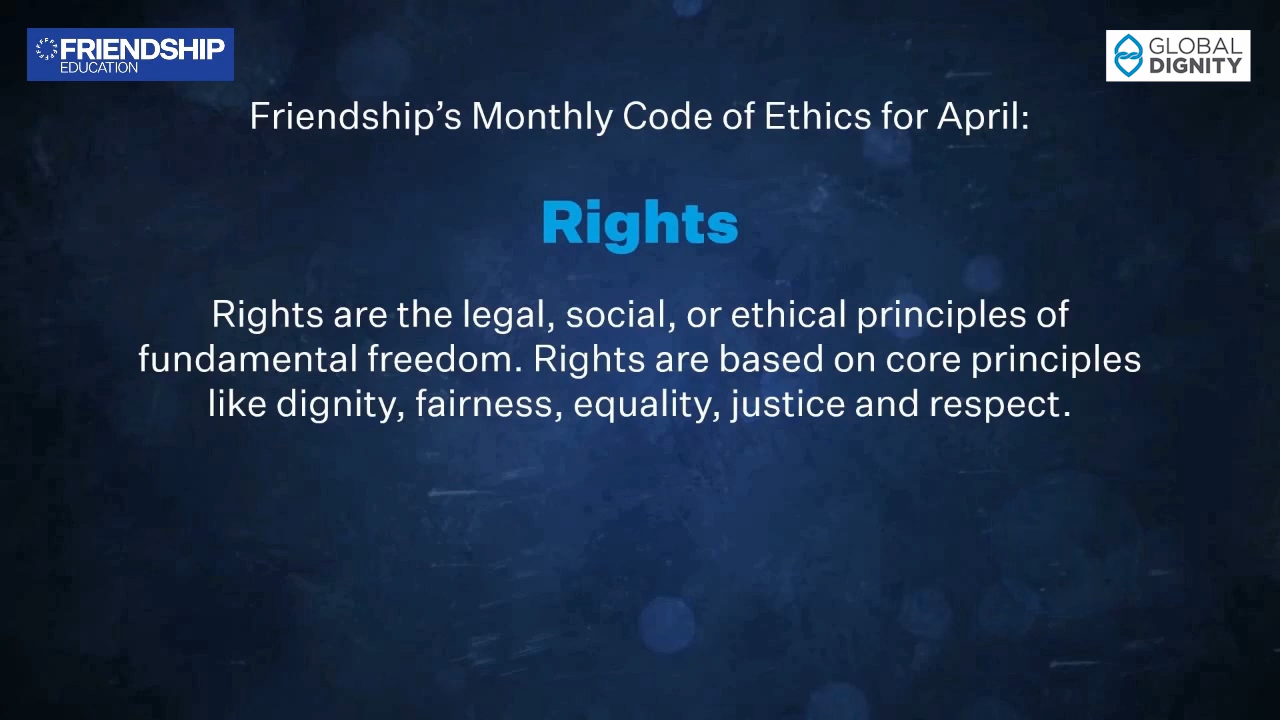 FRIENDSHIP
EDUCATION
GLOBAL
DIGNITY
Friendship’s Monthly Code of Ethics for April:
Rights
Rights are the legal, social, or ethical principles of
fundamental freedom. Rights are based on core principles
like dignity, fairness, equality, justice and respect.